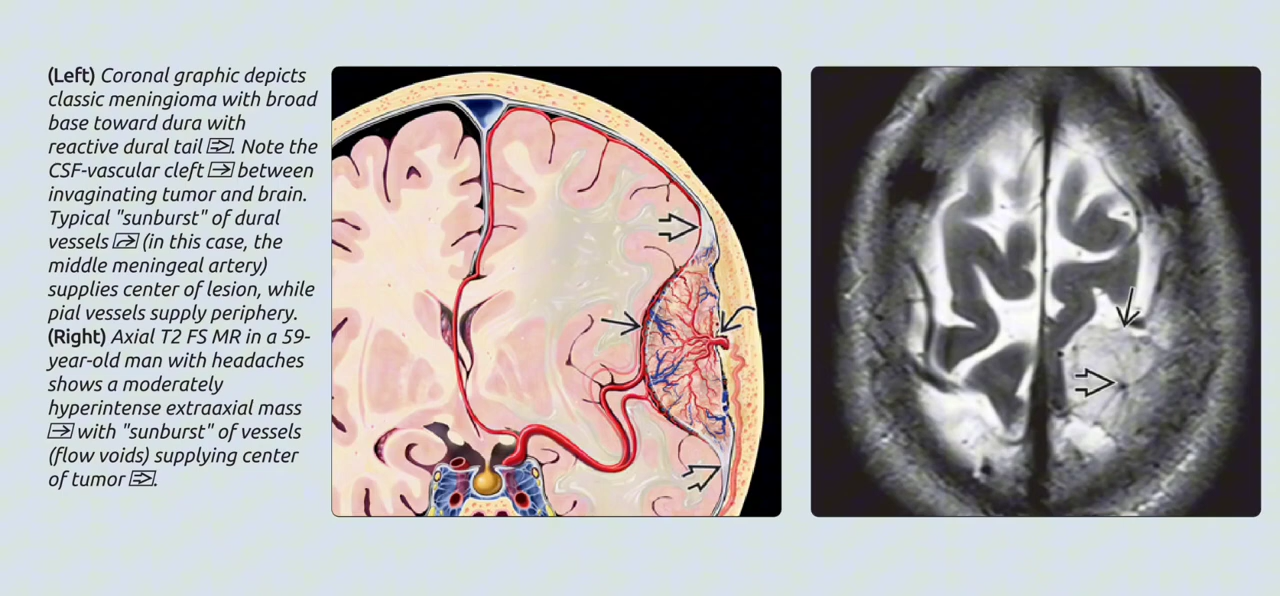 (Left) Coronal graphic depicts
classic meningioma with broad
base toward dura with
reactive dural tail. Note the
CSF-vascular cleft between
invaginating tumor and brain.
Typical "sunburst" of dural
vessels (in this case, the
middle meningeal artery)
supplies center of lesion, while
pial vessels supply periphery.
(Right) Axial T2 FS MR in a 59-
year-old man with headaches
shows a moderately
hyperintense extraaxial mass
with "sunburst" of vessels
(flow voids) supplying center
of tumor.